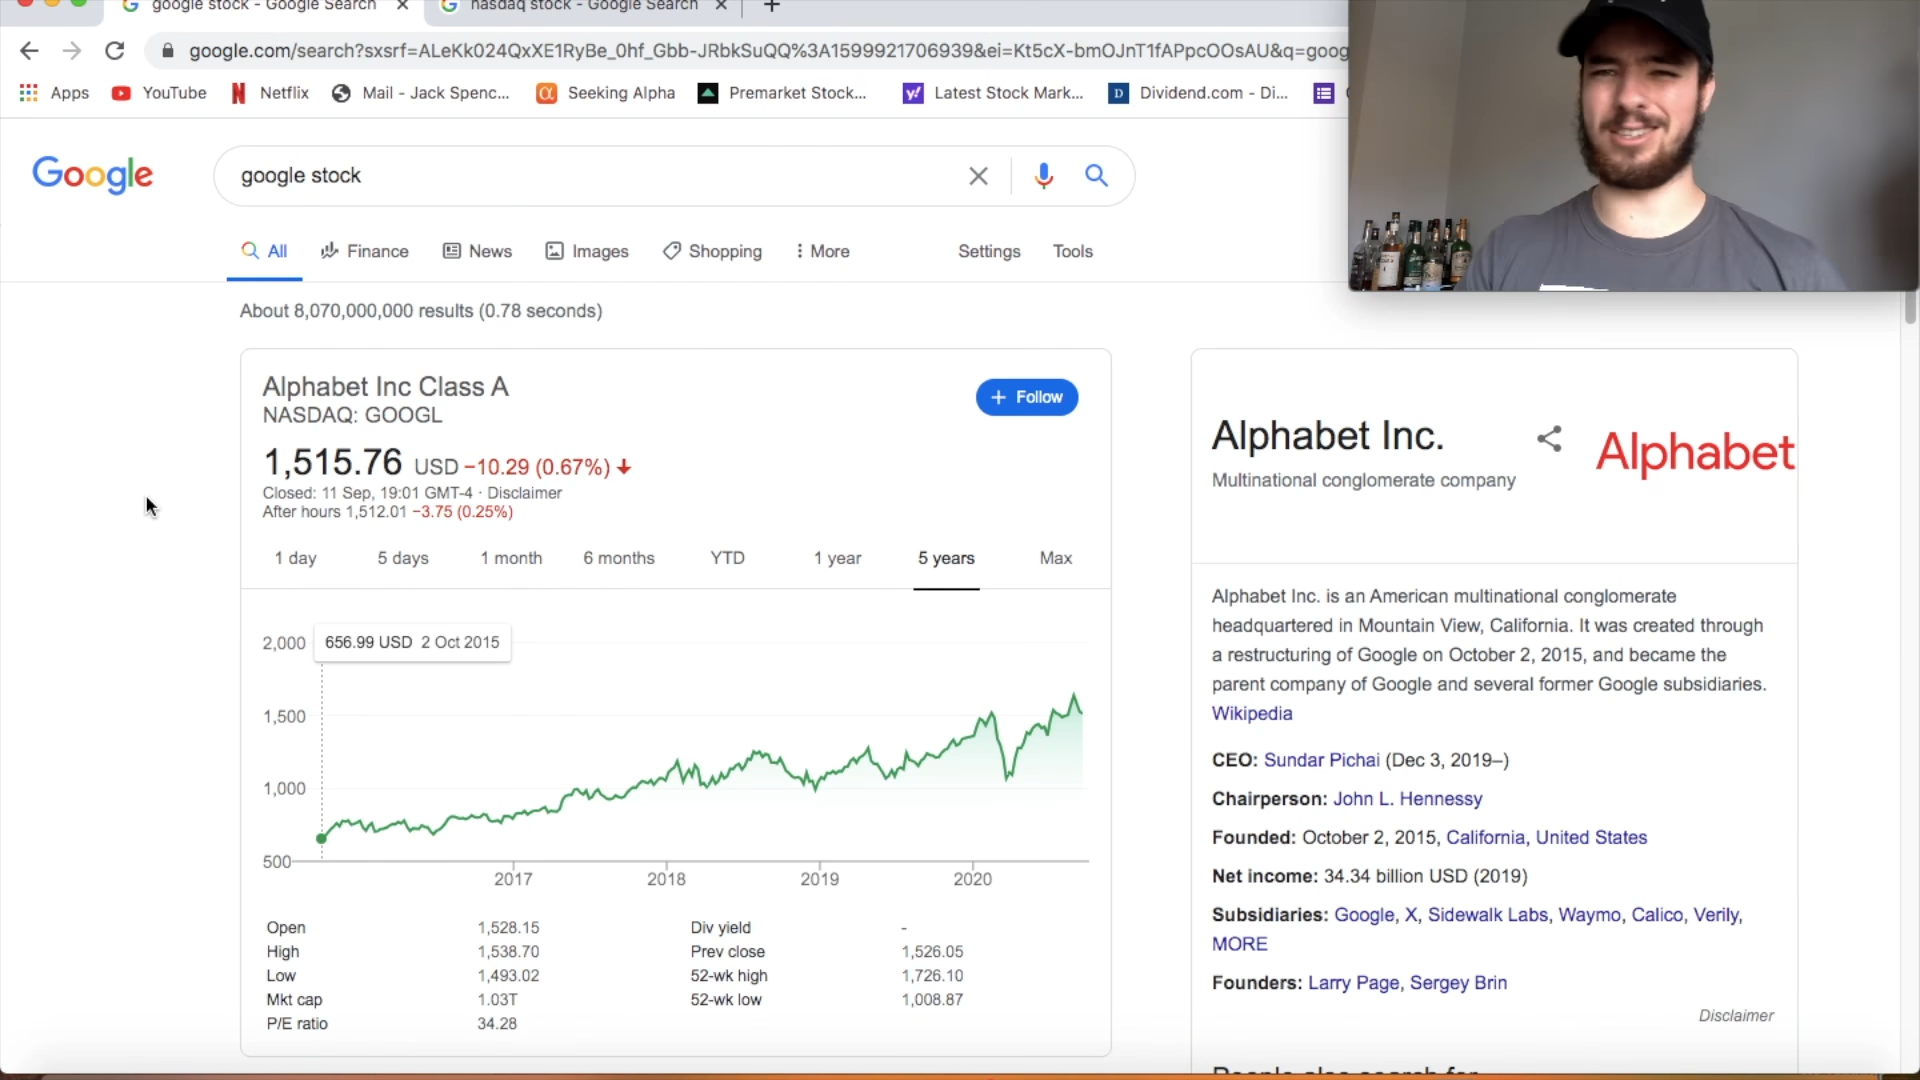 google stock - Google Search
nasdaq stock - Google Search
google.com/search?sxsrf=ALeKk024QxXE1RyBe_0hf_Gbb-JRbkSuQQ%3A1599921706939&ei=Kt5cX-bmOJnT1fAPpcOOsAU&q=goog
Apps YouTube Netflix Mail - Jack Spenc... Seeking Alpha Premarket Stock... Latest Stock Mark... Dividend.com - Di...
Google
google stock
All Finance News Images Shopping More Settings Tools
About 8,070,000,000 results (0.78 seconds)
Alphabet Inc Class A
NASDAQ: GOOGL
+ Follow
1,515.76 USD −10.29 (0.67%)
Closed: 11 Sep, 19:01 GMT-4 · Disclaimer
After hours 1,512.01 −3.75 (0.25%)
1 day 5 days 1 month 6 months YTD 1 year 5 years Max
656.99 USD 2 Oct 2015
2,000
1,500
1,000
500
2017 2018 2019 2020
Open 1,528.15 Div yield -
High 1,538.70 Prev close 1,526.05
Low 1,493.02 52-wk high 1,726.10
Mkt cap 1.03T 52-wk low 1,008.87
P/E ratio 34.28
Alphabet Inc.
Alphabet
Multinational conglomerate company
Alphabet Inc. is an American multinational conglomerate
headquartered in Mountain View, California. It was created through
a restructuring of Google on October 2, 2015, and became the
parent company of Google and several former Google subsidiaries.
Wikipedia
CEO: Sundar Pichai (Dec 3, 2019–)
Chairperson: John L. Hennessy
Founded: October 2, 2015, California, United States
Net income: 34.34 billion USD (2019)
Subsidiaries: Google, X, Sidewalk Labs, Waymo, Calico, Verily,
MORE
Founders: Larry Page, Sergey Brin
Disclaimer
People also search for